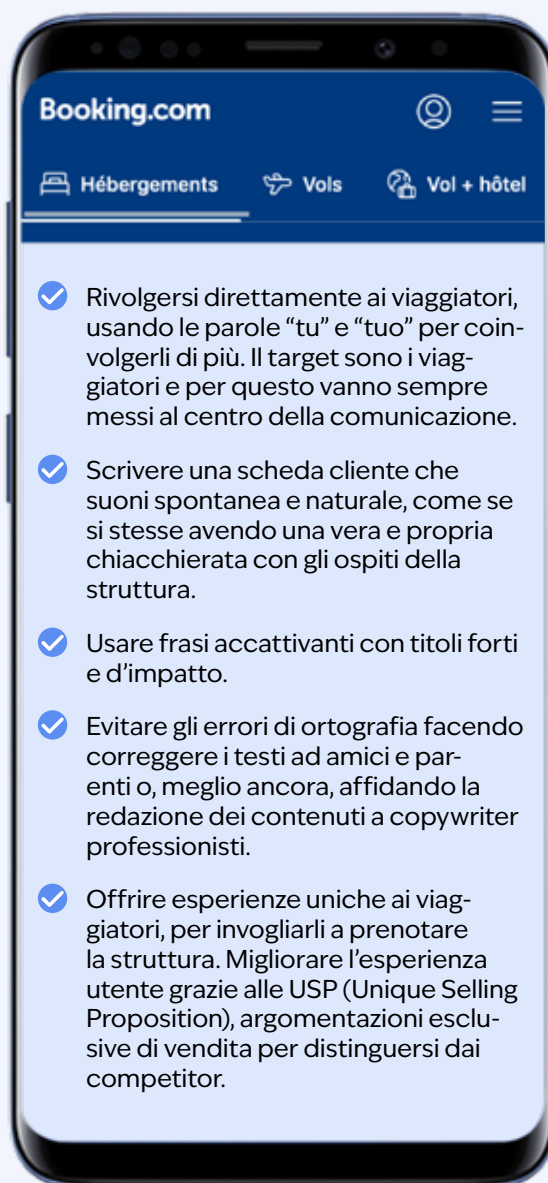 Booking.com
Hébergements Vols Vol + hôtel
Rivolgersi direttamente ai viaggiatori,
usando le parole “tu” e “tuo” per coin-
volgerli di più. Il target sono i viag-
giatori e per questo vanno sempre
messi al centro della comunicazione.
Scrivere una scheda cliente che
suoni spontanea e naturale, come se
si stesse avendo una vera e propria
chiacchierata con gli ospiti della
struttura.
Usare frasi accattivanti con titoli forti
e d’impatto.
Evitare gli errori di ortografia facendo
correggere i testi ad amici e par-
enti o, meglio ancora, affidando la
redazione dei contenuti a copywriter
professionisti.
Offrire esperienze uniche ai viag-
giatori, per invogliarli a prenotare
la struttura. Migliorare l’esperienza
utente grazie alle USP (Unique Selling
Proposition), argomentazioni esclu-
sive di vendita per distinguersi dai
competitor.